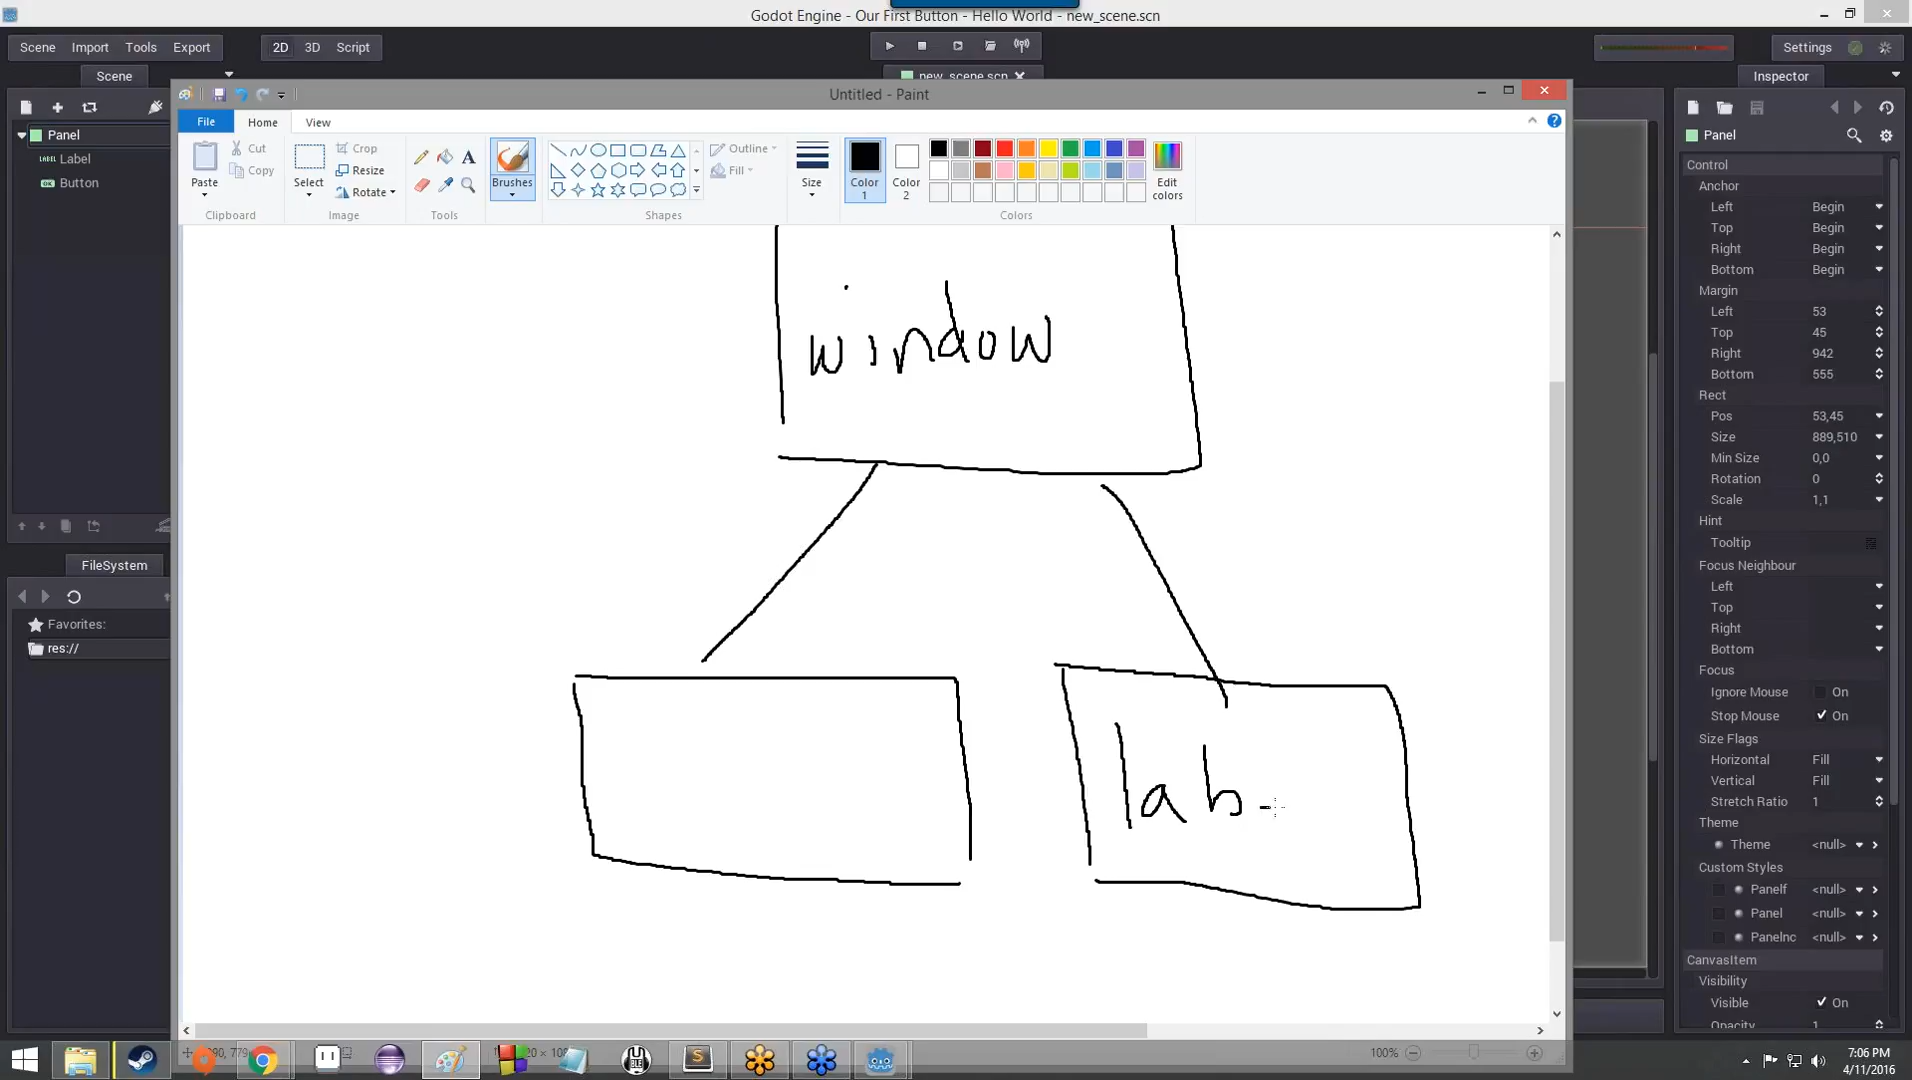 Godot Engine - Our First Button - Hello World - new_scene.scn
Scene Import Tools Export 2D 3D Script Settings
Scene new_scene.scn Inspector
Untitled - Paint
File Home View
Panel
LABEL Label
OK Button
Paste Cut Copy
Select Crop Resize Rotate
Brushes
Outline Fill
Size
Color 1
Color 2
Edit colors
Clipboard Image Tools Shapes Colors
window
lab
FileSystem
Favorites:
res://
Panel
Control
Anchor
Left Begin
Top Begin
Right Begin
Bottom Begin
Margin
Left 53
Top 45
Right 942
Bottom 555
Rect
Pos 53,45
Size 889,510
Min Size 0,0
Rotation 0
Scale 1,1
Hint
Tooltip
Focus Neighbour
Left
Top
Right
Bottom
Focus
Ignore Mouse On
Stop Mouse On
Size Flags
Horizontal Fill
Vertical Fill
Stretch Ratio 1
Theme
Theme <null>
Custom Styles
Panelf <null>
Panel <null>
Panelnc <null>
CanvasItem
Visibility
Visible On
Opacity 1
100%
7:06 PM
4/11/2016